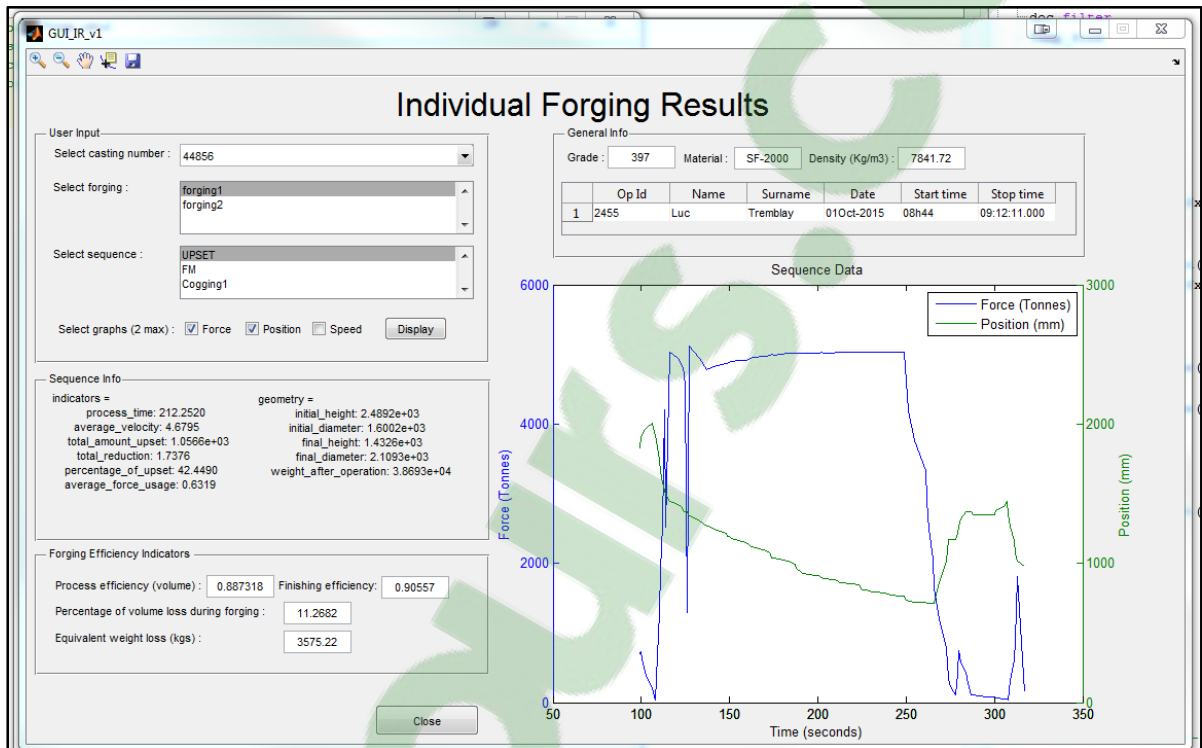 doc filter
GUI_IR_v1
Individual Forging Results
User Input
Select casting number : 44856
Select forging : forging1
forging2
Select sequence : UPSET
FM
Cogging1
Select graphs (2 max) : Force Position Speed Display
General Info
Grade : 397 Material : SF-2000 Density (Kg/m3) : 7841.72
Op Id Name Surname Date Start time Stop time
1 2455 Luc Tremblay 01Oct-2015 08h44 09:12:11.000
Sequence Info
indicators =
process_time: 212.2520
average_velocity: 4.6795
total_amount_upset: 1.0566e+03
total_reduction: 1.7376
percentage_of_upset: 42.4490
average_force_usage: 0.6319
geometry =
initial_height: 2.4892e+03
initial_diameter: 1.6002e+03
final_height: 1.4326e+03
final_diameter: 2.1093e+03
weight_after_operation: 3.8693e+04
Forging Efficiency Indicators
Process efficiency (volume) : 0.887318 Finishing efficiency: 0.90557
Percentage of volume loss during forging : 11.2682
Equivalent weight loss (kgs) : 3575.22
Close
Sequence Data
Force (Tonnes)
Position (mm)
6000
4000
2000
0
Force (Tonnes)
3000
2000
1000
0
Position (mm)
50 100 150 200 250 300 350
Time (seconds)